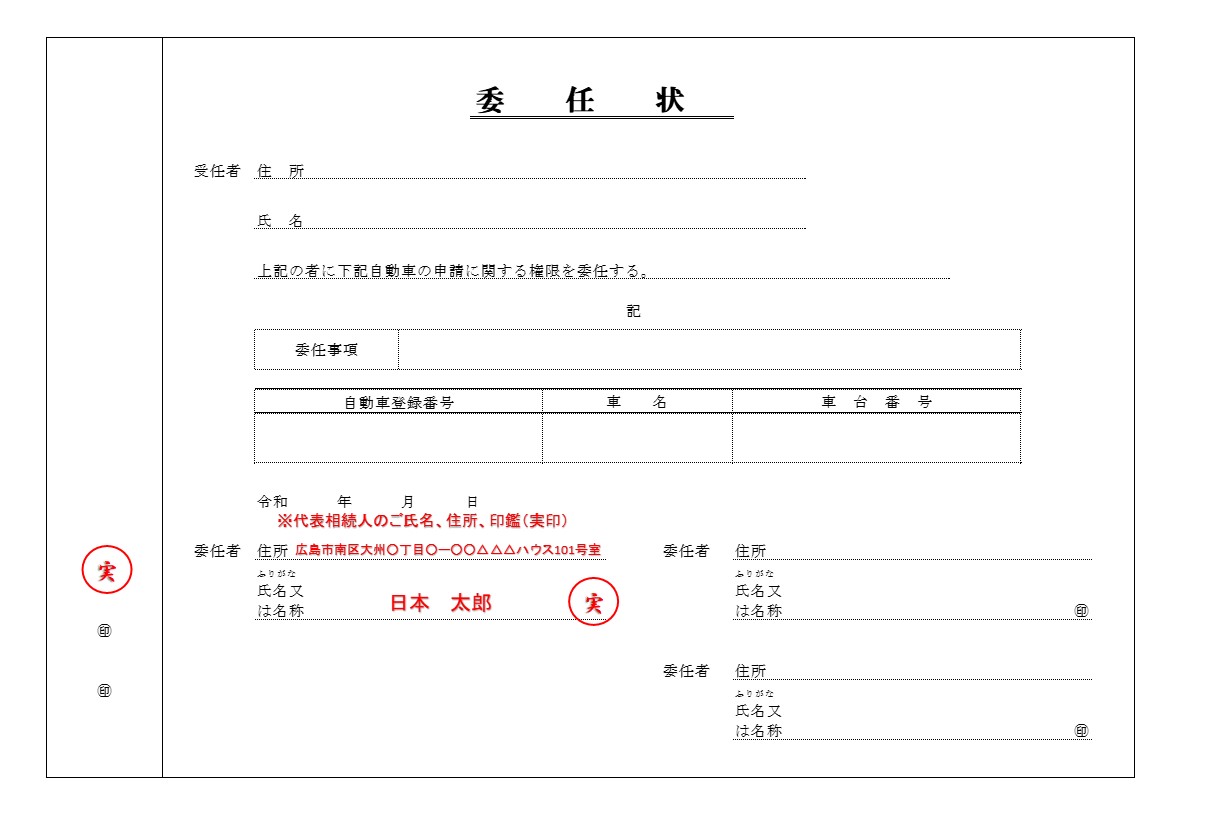 委　任　状
受任者 住　所
氏　名
上記の者に下記自動車の申請に関する権限を委任する。
記
委任事項
自動車登録番号 車　名 車　台　番　号
令和　　　年　　　月　　　日
※代表相続人のご氏名、住所、印鑑(実印)
委任者 住所 広島市南区大州〇丁目〇ー〇〇△△△ハウス101号室
ふりがな
氏名又
は名称
日本　太郎
実
委任者 住所
ふりがな
氏名又
は名称 ㊞
委任者 住所
ふりがな
氏名又
は名称 ㊞
実
㊞
㊞